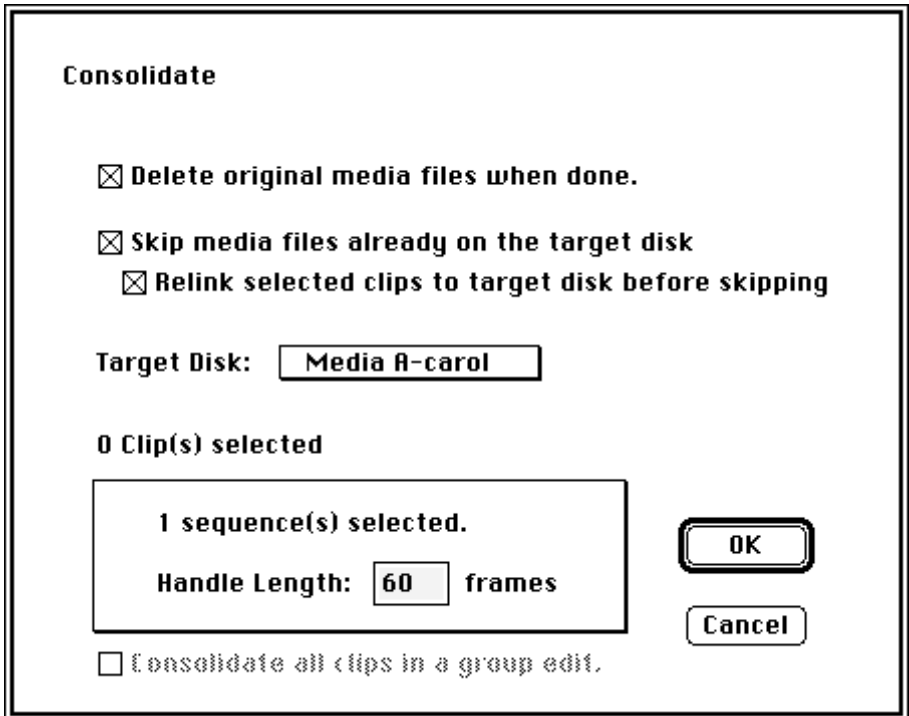 Consolidate
Delete original media files when done.
Skip media files already on the target disk
Relink selected clips to target disk before skipping
Target Disk: Media A-carol
0 Clip(s) selected
1 sequence(s) selected.
Handle Length: 60 frames
OK
Cancel
Consolidate all clips in a group edit.